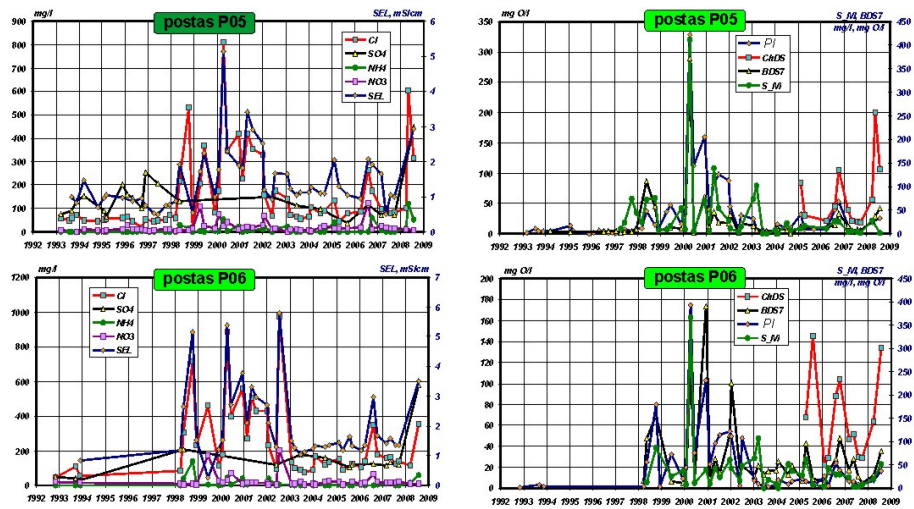 mg/l
postas P05
SEL, mS/cm
Cl
SO4
NH4
NO3
SEL
900
800
700
600
500
400
300
200
100
0
6
5
4
3
2
1
0
1992 1993 1994 1995 1996 1997 1998 1999 2000 2001 2002 2003 2004 2005 2006 2007 2008 2009
mg O/l
postas P05
S_M, BDS7
mg/l, mg O/l
PI
ChDS
BDS7
S_M
350
300
250
200
150
100
50
0
450
400
350
300
250
200
150
100
50
0
1992 1993 1994 1995 1996 1997 1998 1999 2000 2001 2002 2003 2004 2005 2006 2007 2008 2009
mg/l
postas P06
SEL, mS/cm
Cl
SO4
NH4
NO3
SEL
1200
1000
800
600
400
200
0
7
6
5
4
3
2
1
0
1992 1993 1994 1995 1996 1997 1998 1999 2000 2001 2002 2003 2004 2005 2006 2007 2008 2009
mg O/l
postas P06
S_M, BDS7
mg/l, mg O/l
ChDS
BDS7
PI
S_M
200
180
160
140
120
100
80
60
40
20
0
450
400
350
300
250
200
150
100
50
0
1992 1993 1994 1995 1996 1997 1998 1999 2000 2001 2002 2003 2004 2005 2006 2007 2008 2009